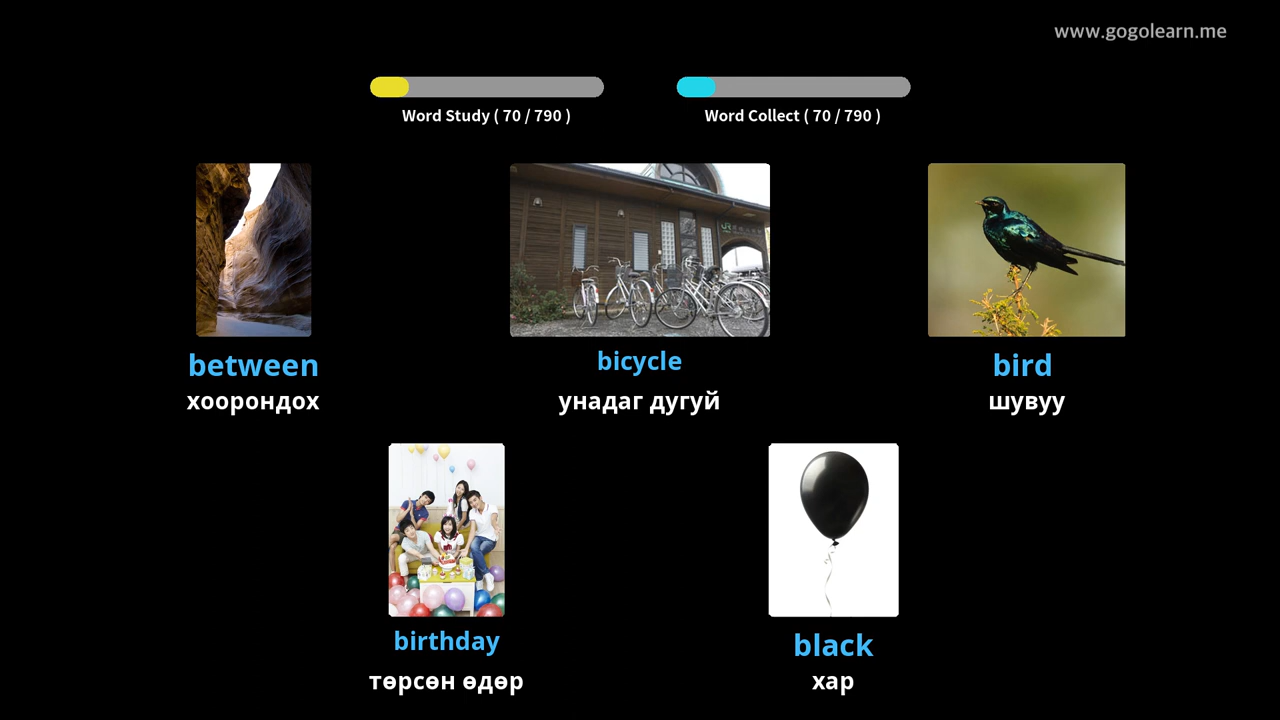 www.gogolearn.me
Word Study ( 70 / 790 )
Word Collect ( 70 / 790 )
JR
between
bicycle
bird
хоорондох
унадаг дугуй
шувуу
birthday
black
төрсөн өдөр
хар